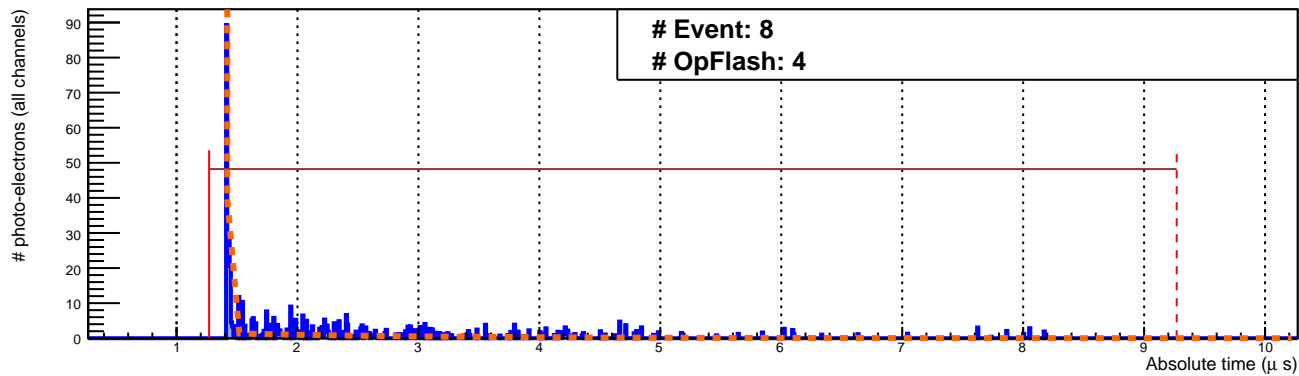 # Event: 8
# OpFlash: 4
# photo-electrons (all channels)
90
80
70
60
50
40
30
20
10
0
1 2 3 4 5 6 7 8 9 10
Absolute time (μ s)